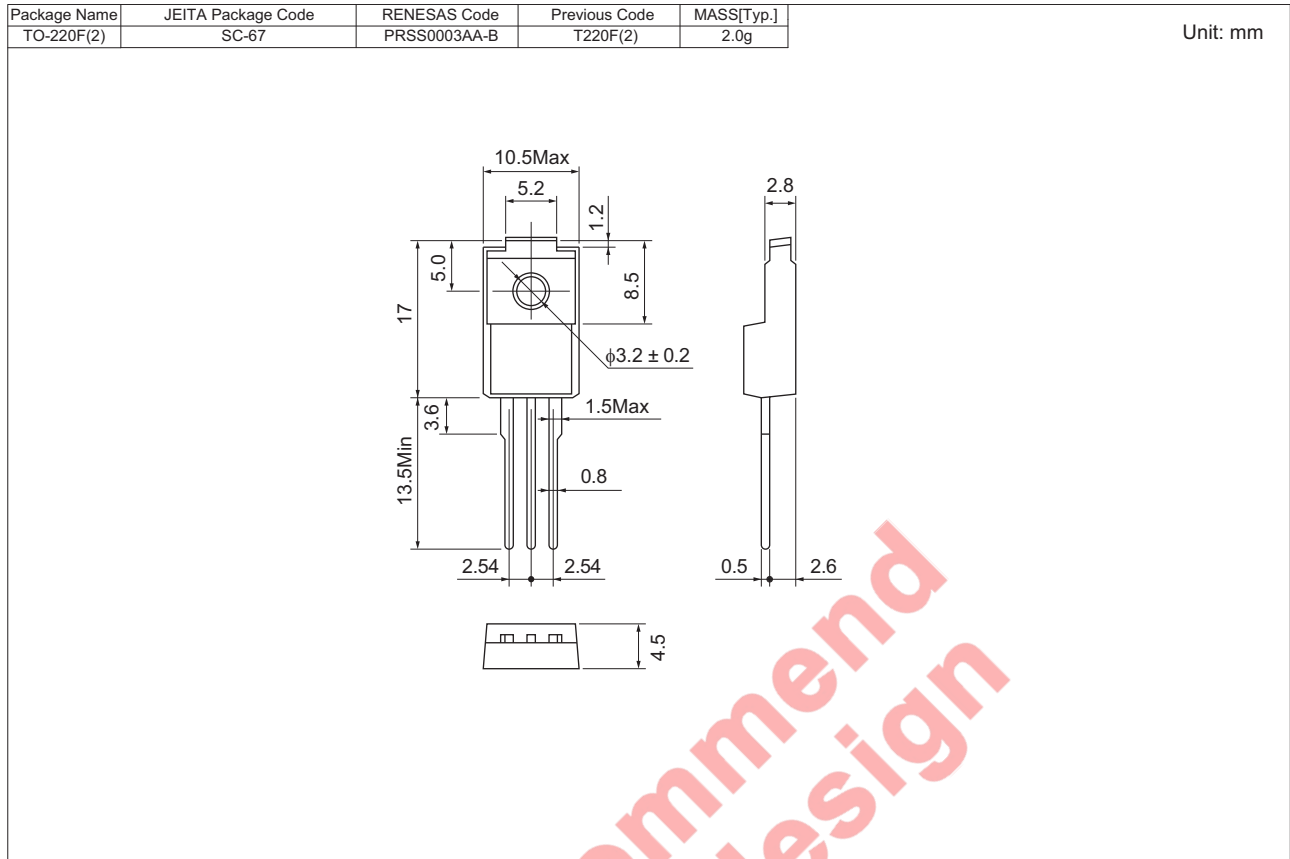 Package Name JEITA Package Code RENESAS Code Previous Code MASS[Typ.]
TO-220F(2) SC-67 PRSS0003AA-B T220F(2) 2.0g
Unit: mm
10.5Max
5.2
2.8
1.2
5.0
8.5
17
ϕ3.2 ± 0.2
3.6
1.5Max
13.5Min
0.8
2.54 2.54
0.5 2.6
4.5
design